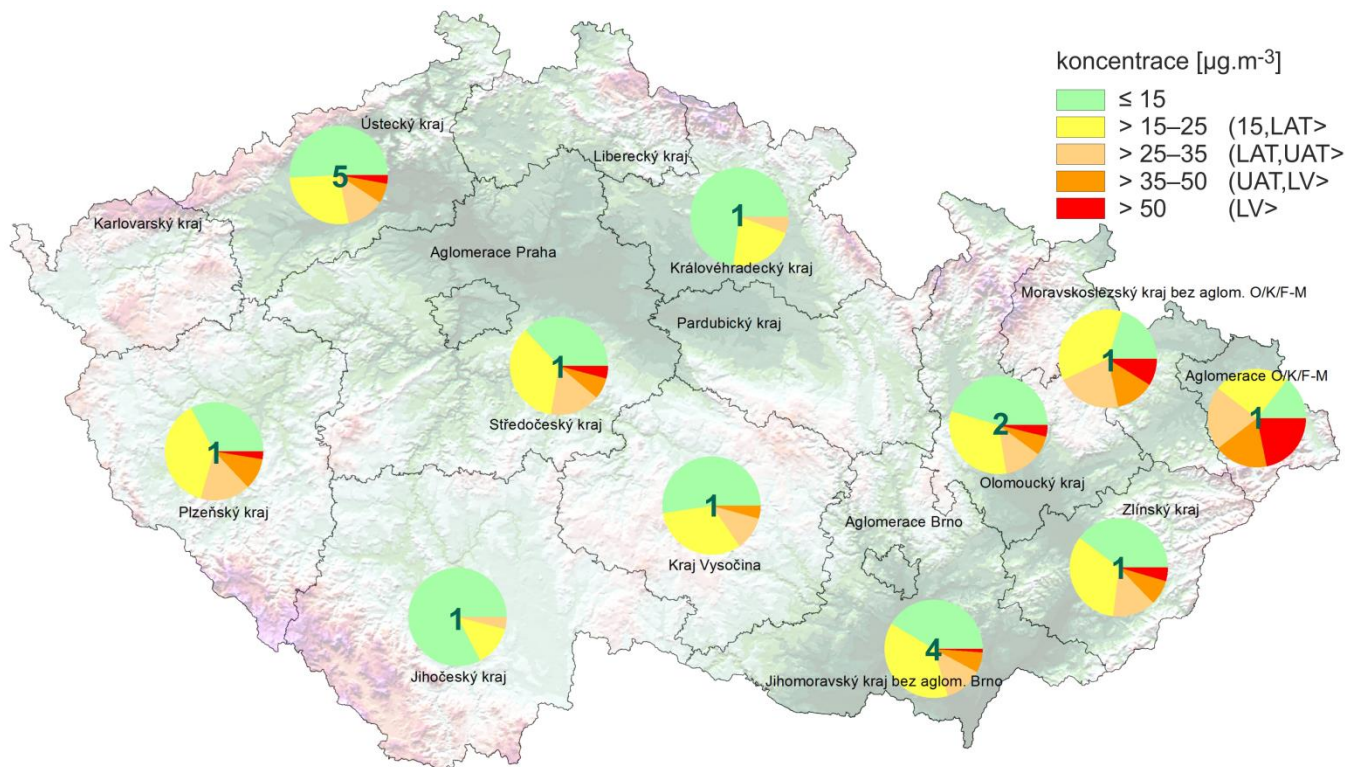 koncentrace [µg.m-3]
≤ 15
> 15–25 (15,LAT>
> 25–35 (LAT,UAT>
> 35–50 (UAT,LV>
> 50 (LV>
Ústecký kraj
5
Liberecký kraj
Karlovarský kraj
1
Aglomerace Praha
Královéhradecký kraj
Moravskoslezský kraj bez aglom. O/K/F-M
Pardubický kraj
1
1
Aglomerace O/K/F-M
1
2
Středočeský kraj
1
Plzeňský kraj
Olomoucký kraj
1
Zlínský kraj
Aglomerace Brno
Kraj Vysočina
1
1
4
Jihočeský kraj
Jihomoravský kraj bez aglom. Brno